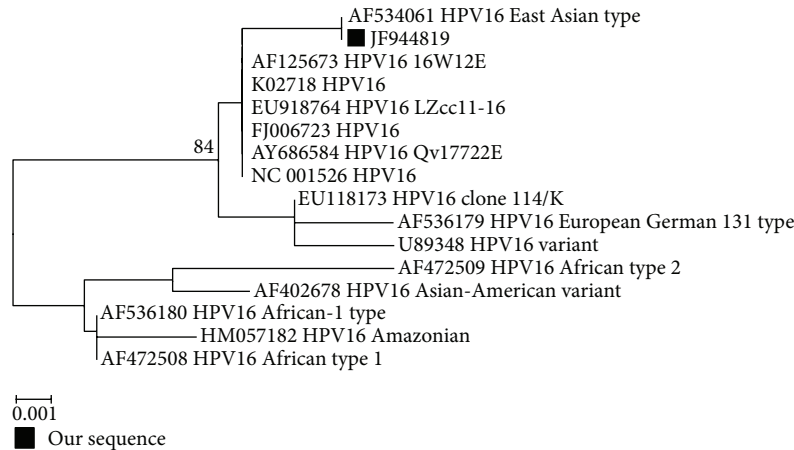 AF534061 HPV16 East Asian type
JF944819
AF125673 HPV16 16W12E
K02718 HPV16
EU918764 HPV16 LZcc11-16
FJ006723 HPV16
84
AY686584 HPV16 Qv17722E
NC 001526 HPV16
EU118173 HPV16 clone 114/K
AF536179 HPV16 European German 131 type
U89348 HPV16 variant
AF472509 HPV16 African type 2
AF402678 HPV16 Asian-American variant
AF536180 HPV16 African-1 type
HM057182 HPV16 Amazonian
AF472508 HPV16 African type 1
0.001
Our sequence